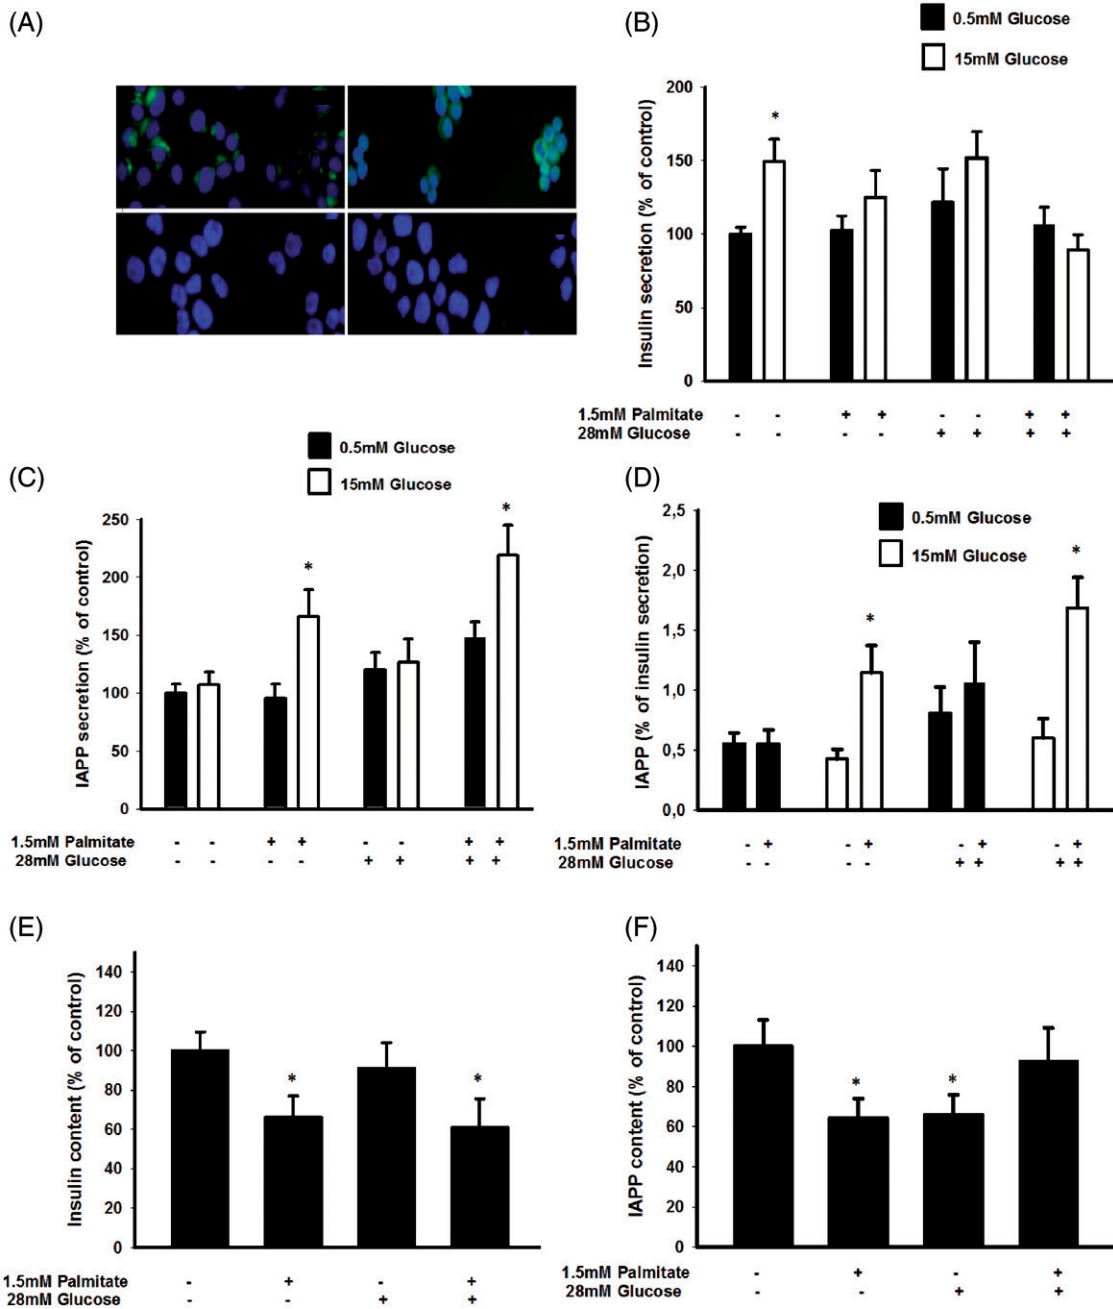 (A)
(B)
0.5mM Glucose
15mM Glucose
Insulin secretion (% of control)
200
150
100
50
0
1.5mM Palmitate - - + + - - + +
28mM Glucose - - - - + + + +
(C)
0.5mM Glucose
15mM Glucose
IAPP secretion (% of control)
250
200
150
100
50
0
* *
1.5mM Palmitate - - + + - - + +
28mM Glucose - - - - + + + +
(D)
0.5mM Glucose
15mM Glucose
IAPP (% of insulin secretion)
2,5
2,0
1,5
1,0
0,5
0,0
* *
1.5mM Palmitate - + - + - + - +
28mM Glucose - - - - + + + +
(E)
Insulin content (% of control)
140
120
100
80
60
40
20
0
* *
1.5mM Palmitate - + - +
28mM Glucose - - + +
(F)
IAPP content (% of control)
140
120
100
80
60
40
20
0
* *
1.5mM Palmitate - + - +
28mM Glucose - - + +